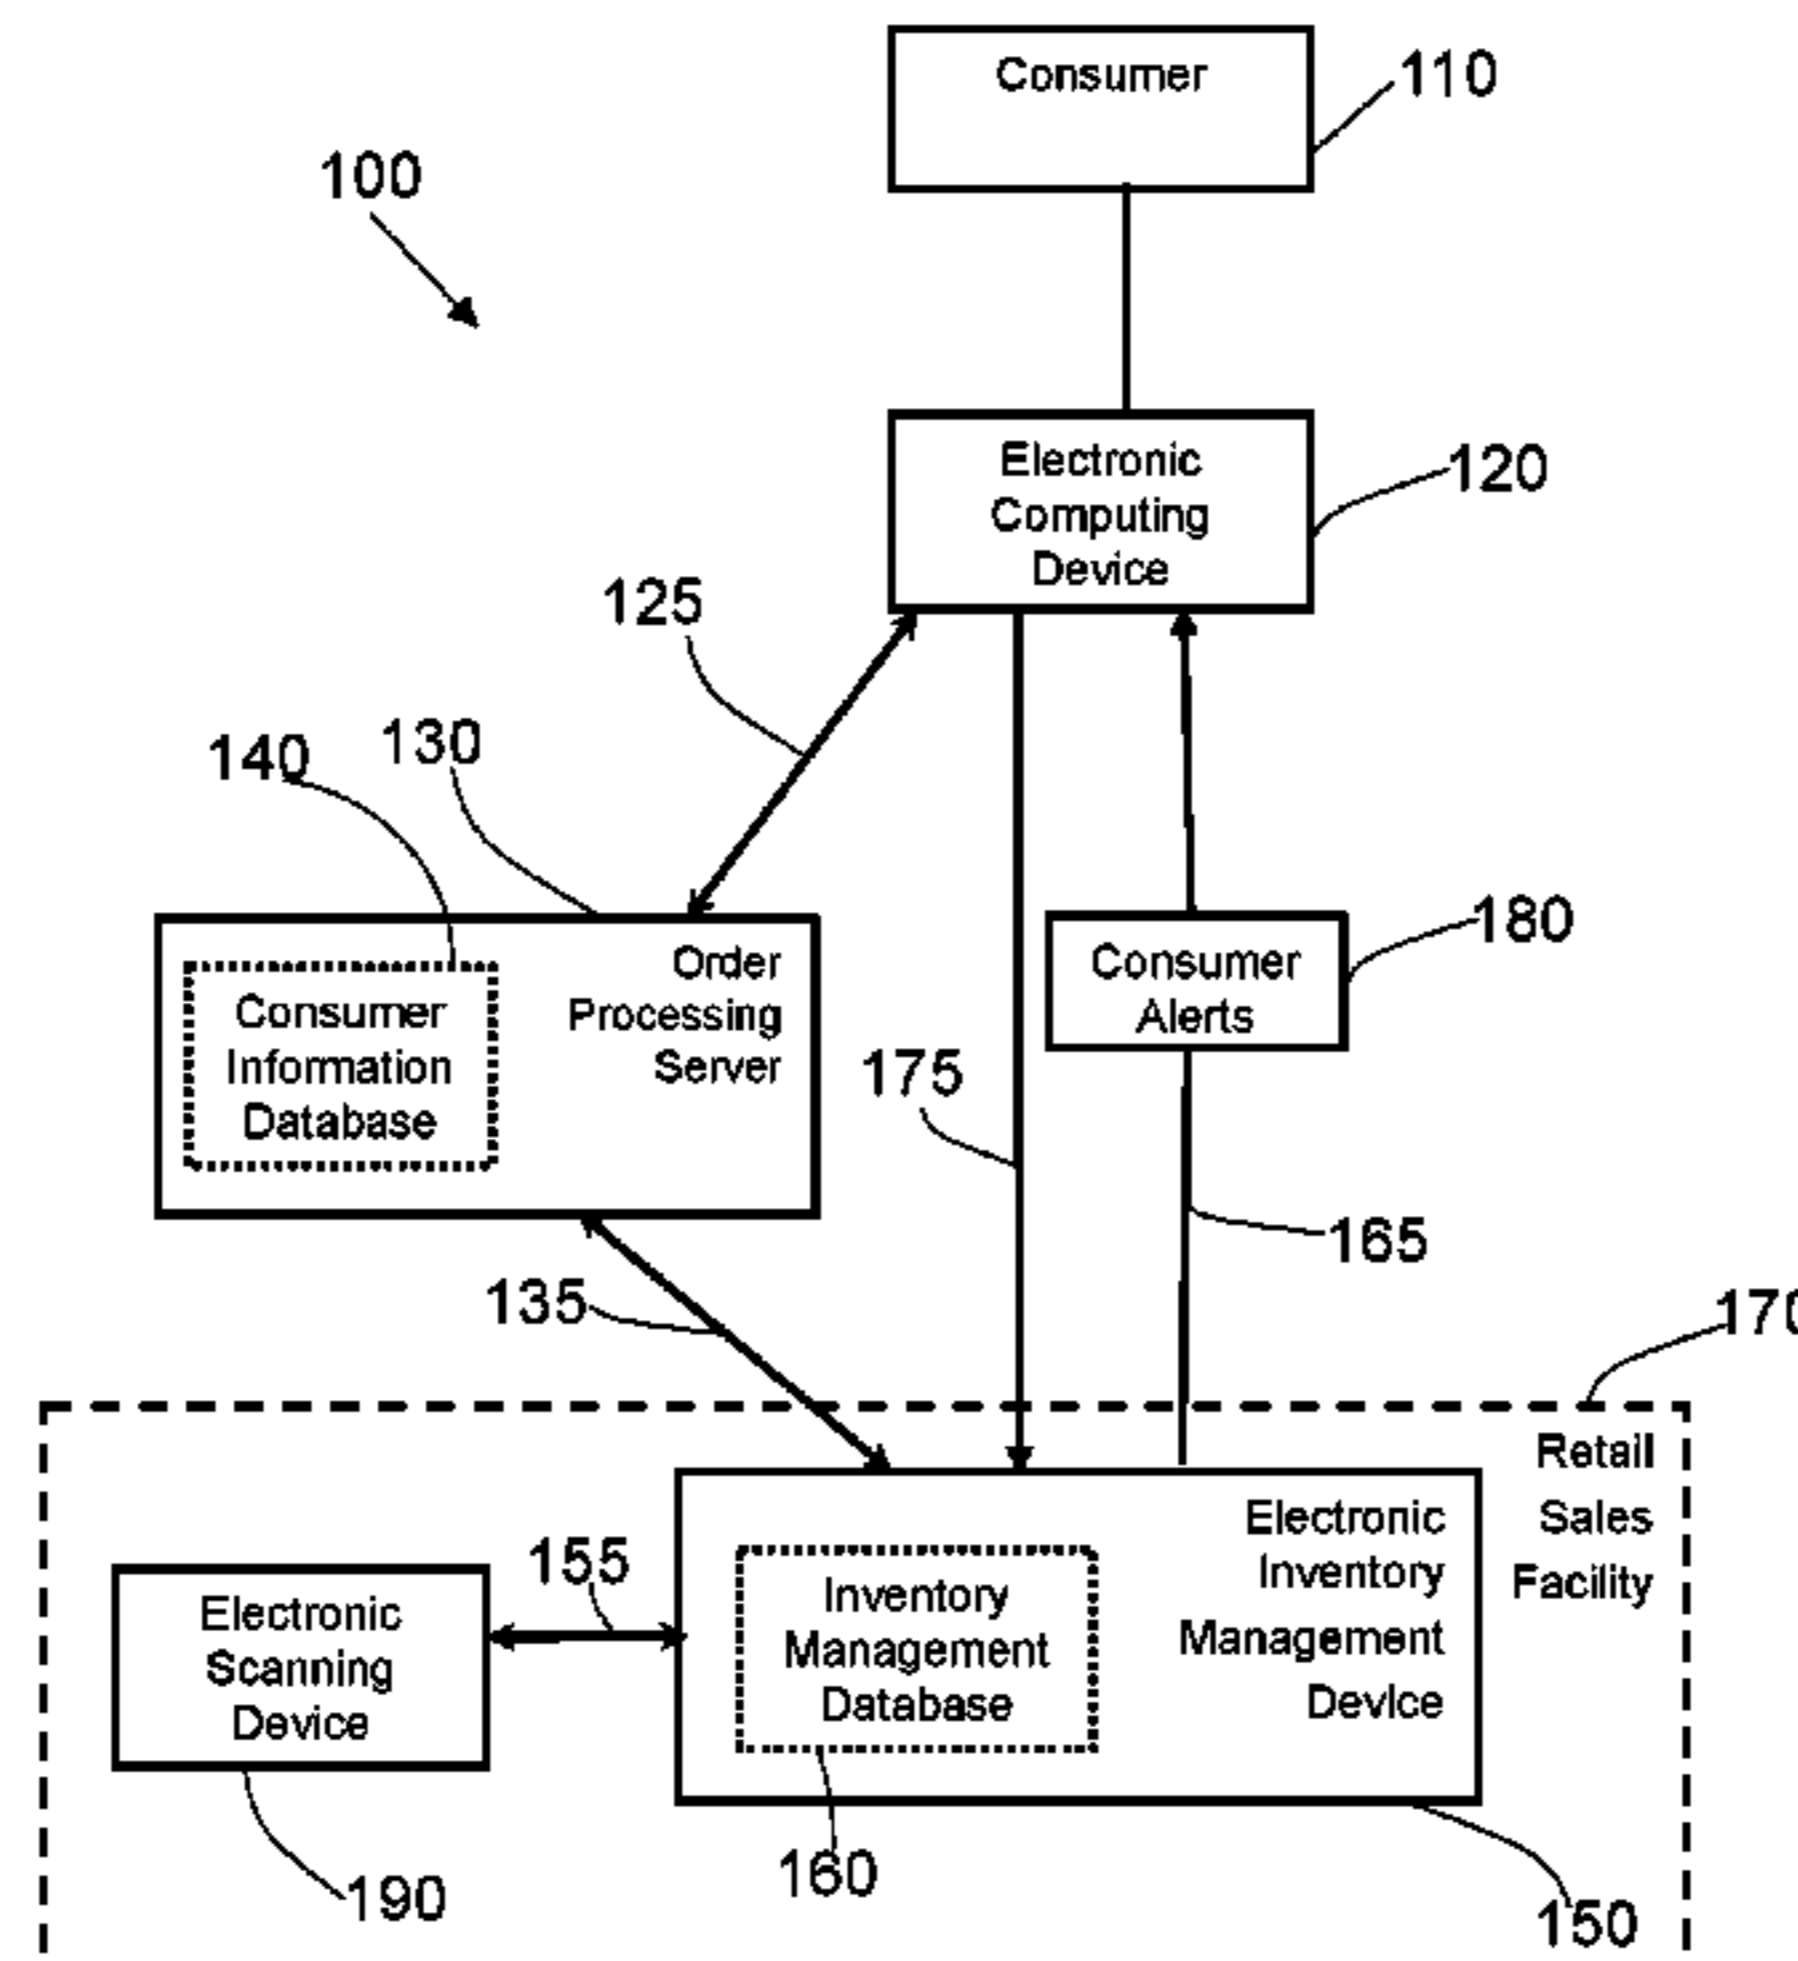 Consumer
110
100
Electronic
Computing
Device
120
125
130
140
Order
Processing
Server
Consumer
Information
Database
Consumer
Alerts
180
175
165
135
170
Retail
Sales
Facility
Electronic
Inventory
Management
Device
Inventory
Management
Database
155
Electronic
Scanning
Device
160
190
150